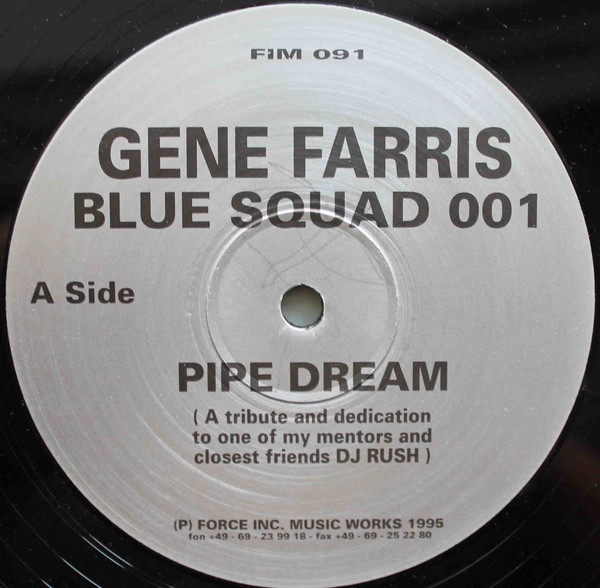 FIM 091
GENE FARRIS
BLUE SQUAD 001
A Side
PIPE DREAM
( A tribute and dedication
to one of my mentors and
closest friends DJ RUSH )
(P) FORCE INC. MUSIC WORKS 1995
fon +49 - 69 - 23 99 18 - fax +49 - 69 - 25 22 80